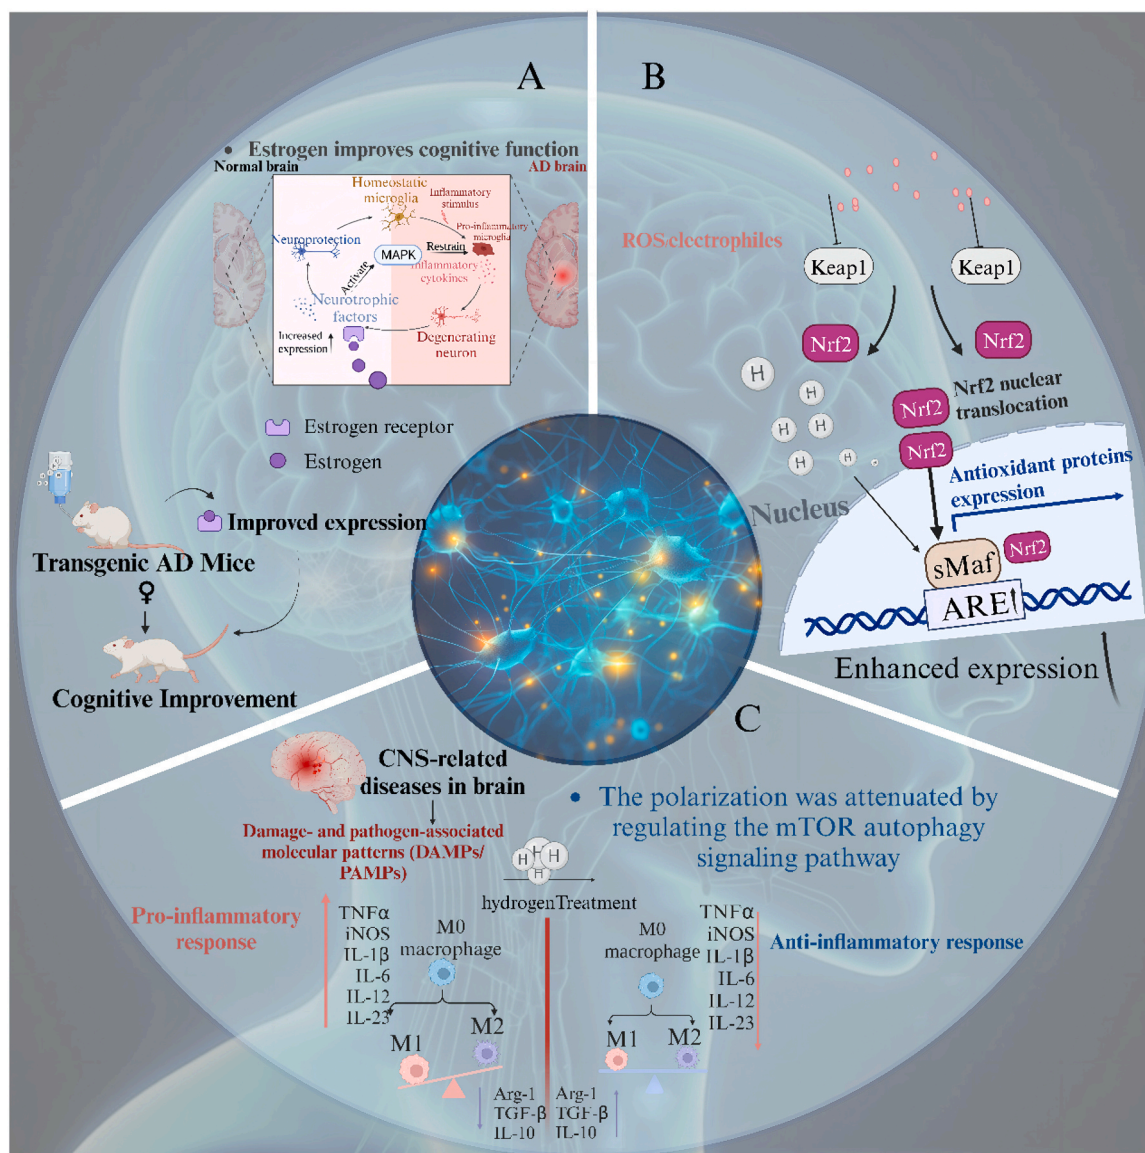 A
• Estrogen improves cognitive function
Normal brain
AD brain
Homeostatic
microglia
Inflammatory
stimulus
Pro-inflammatory
microglia
Neuroprotection
MAPK
Restrain
Activate
Inflammatory
cytokines
Neurotrophic
factors
Increased
expression
Degenerating
neuron
Estrogen receptor
Estrogen
Improved expression
Transgenic AD Mice
♀
Cognitive Improvement
B
ROS electrophiles
Keap1
Keap1
Nrf2
Nrf2
H
H
H
H
H
H
Nrf2
Nrf2 nuclear
translocation
Nrf2
Nucleus
Antioxidant proteins
expression
sMaf
Nrf2
ARE
Enhanced expression
C
CNS-related
diseases in brain
Damage- and pathogen-associated
molecular patterns (DAMPs/
PAMPs)
• The polarization was attenuated by
regulating the mTOR autophagy
signaling pathway
H
H
H
H
hydrogenTreatment
Pro-inflammatory
response
TNFα
iNOS
IL-1β
IL-6
IL-12
IL-23
M0
macrophage
M1
M2
Arg-1
TGF-β
IL-10
M0
macrophage
M1
M2
TNFα
iNOS
IL-1β
IL-6
IL-12
IL-23
Anti-inflammatory response
Arg-1
TGF-β
IL-10